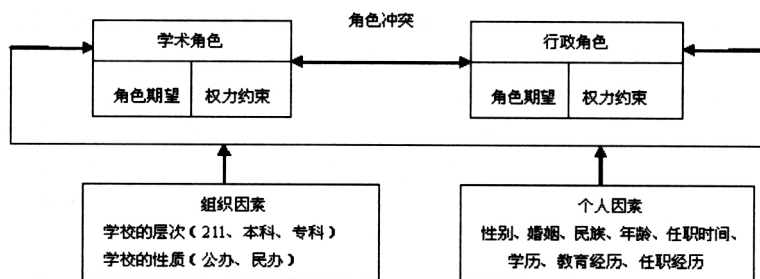 角色冲突
学术角色
行政角色
角色期望
权力约束
角色期望
权力约束
组织因素
学校的层次（211、本科、专科）
学校的性质（公办、民办）
个人因素
性别、婚姻、民族、年龄、任职时间、
学历、教育经历、任职经历